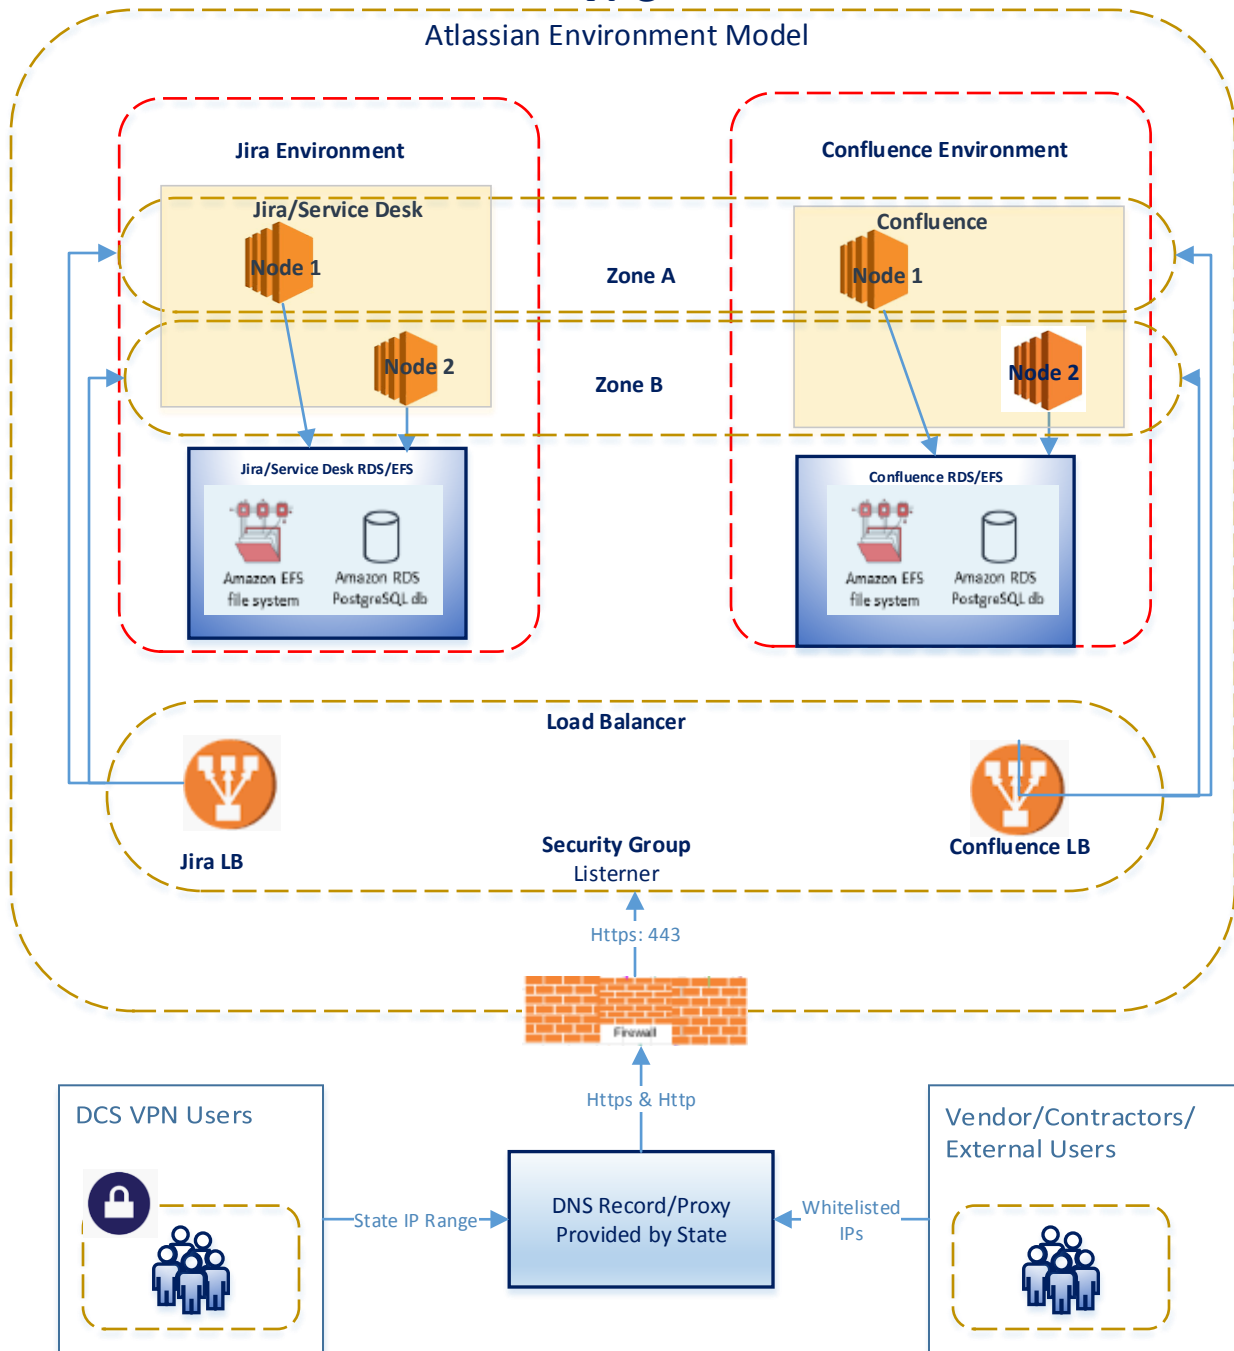 Atlassian Environment Model
Jira Environment
Confluence Environment
Jira/Service Desk
Confluence
Node 1
Node 1
Zone A
Node 2
Node 2
Zone B
Jira/Service Desk RDS/EFS
Confluence RDS/EFS
Amazon EFS
file system
Amazon RDS
PostgreSQL db
Amazon EFS
file system
Amazon RDS
PostgreSQL db
Load Balancer
Jira LB
Security Group
Listerner
Confluence LB
Https: 443
Firewall
Https & Http
DCS VPN Users
Vendor/Contractors/
External Users
State IP Range
DNS Record/Proxy
Provided by State
Whitelisted
IPs